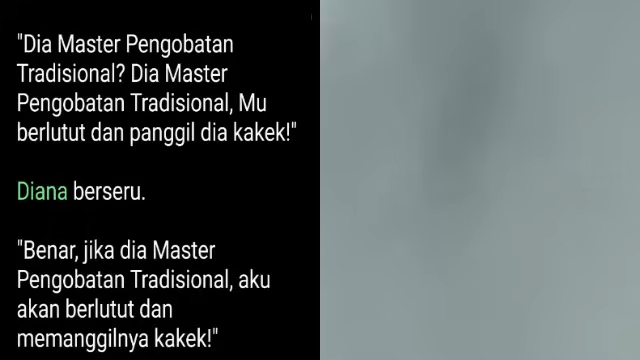 "Dia Master Pengobatan
Tradisional? Dia Master
Pengobatan Tradisional, Mu
berlutut dan panggil dia kakek!"
Diana berseru.
"Benar, jika dia Master
Pengobatan Tradisional, aku
akan berlutut dan
memanggilnya kakek!"